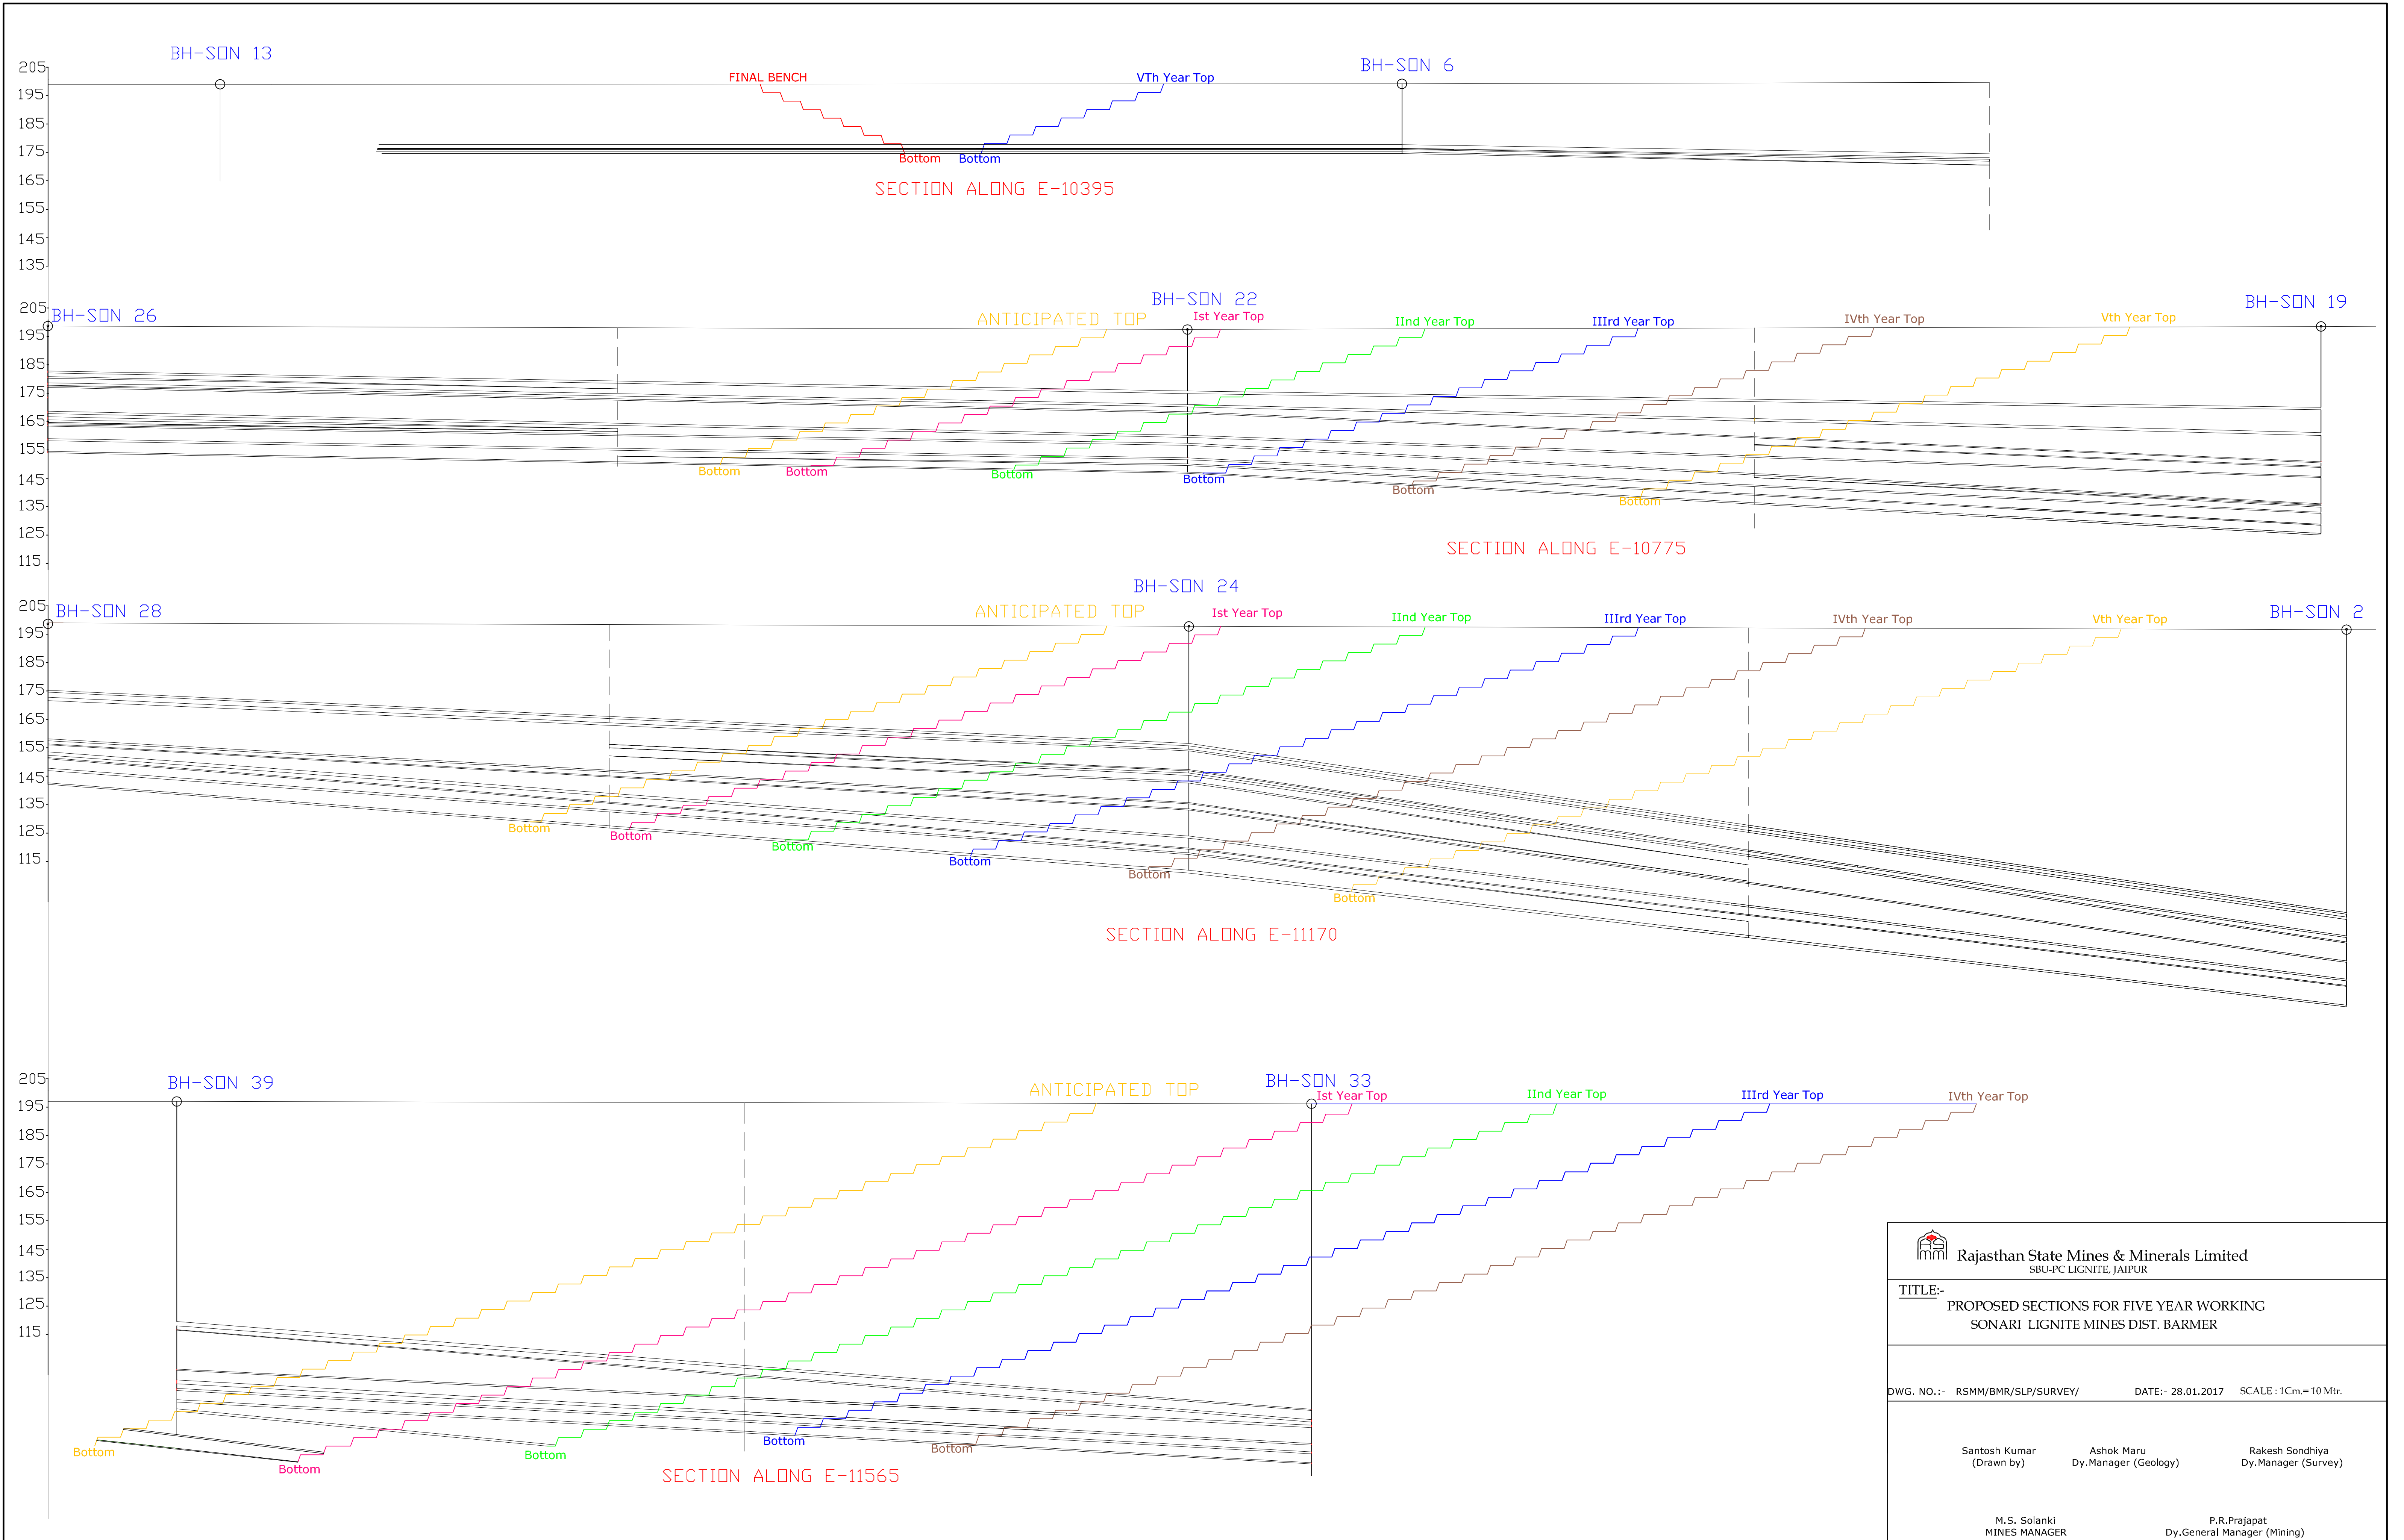 BH-SON 13
BH-SON 6
FINAL BENCH
VTh Year Top
205
195
185
175
165
155
145
135
Bottom
Bottom
SECTION ALONG E-10395
BH-SON 26
ANTICIPATED TOP
BH-SON 22
Ist Year Top
IInd Year Top
IIIrd Year Top
IVth Year Top
Vth Year Top
BH-SON 19
205
195
185
175
165
155
145
135
125
115
Bottom
Bottom
Bottom
Bottom
Bottom
Bottom
SECTION ALONG E-10775
BH-SON 28
ANTICIPATED TOP
BH-SON 24
Ist Year Top
IInd Year Top
IIIrd Year Top
IVth Year Top
Vth Year Top
BH-SON 2
205
195
185
175
165
155
145
135
125
115
Bottom
Bottom
Bottom
Bottom
Bottom
Bottom
SECTION ALONG E-11170
BH-SON 39
ANTICIPATED TOP
BH-SON 33
Ist Year Top
IInd Year Top
IIIrd Year Top
IVth Year Top
205
195
185
175
165
155
145
135
125
115
Bottom
Bottom
Bottom
Bottom
Bottom
SECTION ALONG E-11565
RS
MM
Rajasthan State Mines & Minerals Limited
SBU-PC LIGNITE, JAIPUR
TITLE:-
PROPOSED SECTIONS FOR FIVE YEAR WORKING
SONARI LIGNITE MINES DIST. BARMER
DWG. NO.:- RSMM/BMR/SLP/SURVEY/ DATE:- 28.01.2017 SCALE : 1Cm.= 10 Mtr.
Santosh Kumar Ashok Maru Rakesh Sondhiya
(Drawn by) Dy.Manager (Geology) Dy.Manager (Survey)
M.S. Solanki P.R.Prajapat
MINES MANAGER Dy.General Manager (Mining)